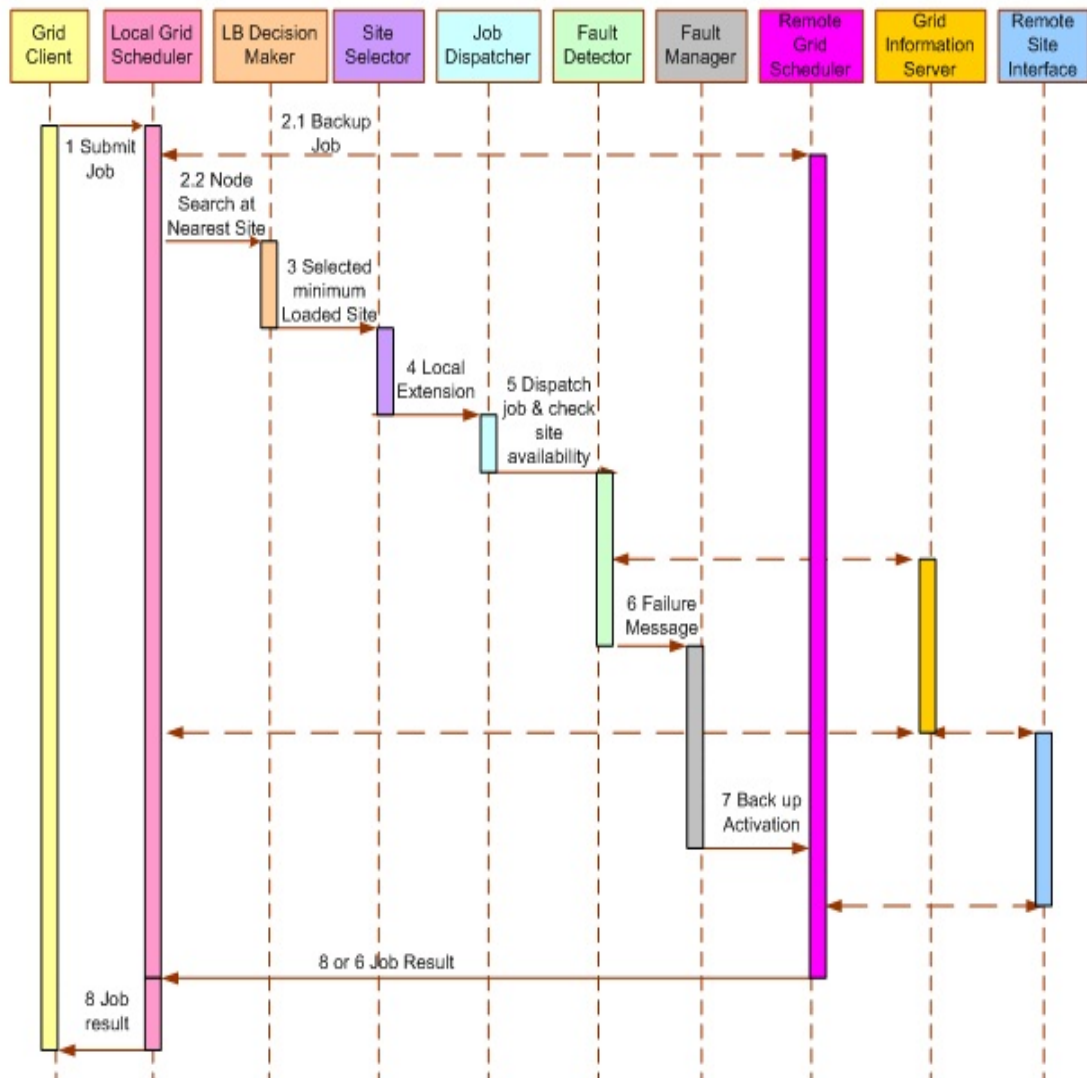 Grid
Client
Local Grid
Scheduler
LB Decision
Maker
Site
Selector
Job
Dispatcher
Fault
Detector
Fault
Manager
Remote
Grid
Scheduler
Grid
Information
Server
Remote
Site
Interface
1 Submit
Job
2.1 Backup
Job
2.2 Node
Search at
Nearest Site
3 Selected
minimum
Loaded Site
4 Local
Extension
5 Dispatch
job & check
site
availability
6 Failure
Message
7 Back up
Activation
8 or 6 Job Result
8 Job
result